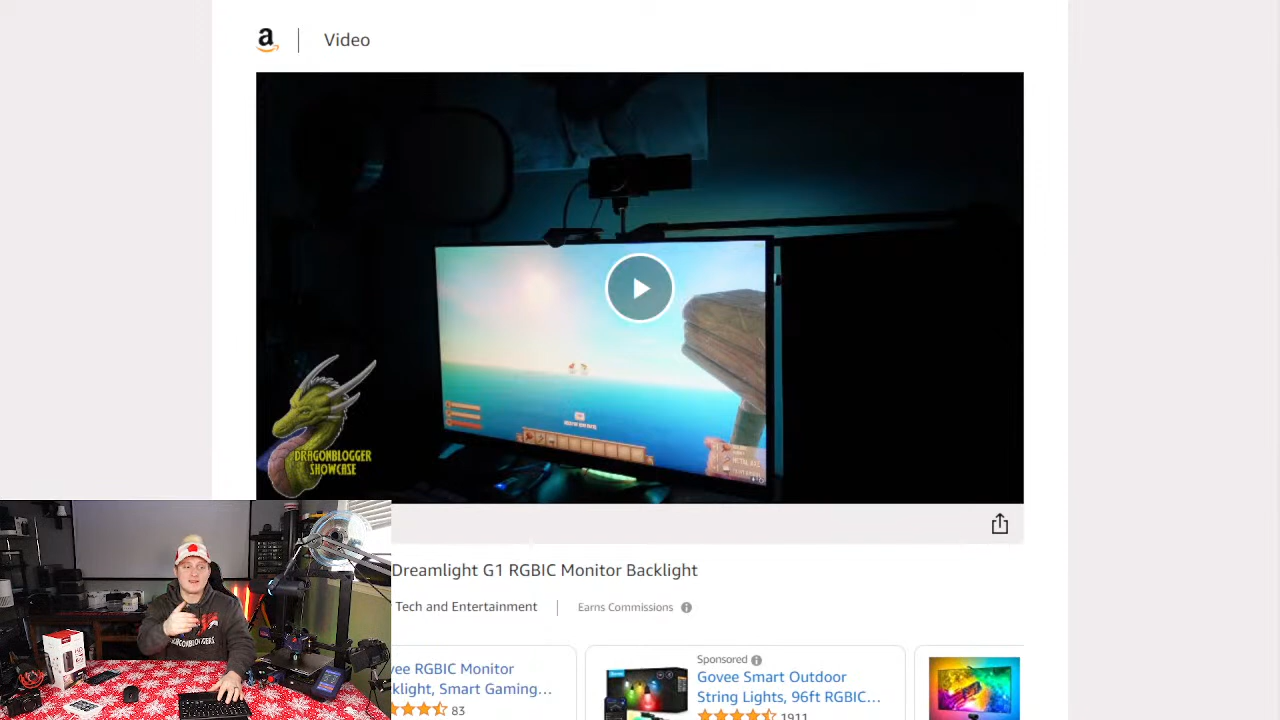 a | Video
DRAGONBLOGGER
SHOWCASE
Dreamlight G1 RGBIC Monitor Backlight
Tech and Entertainment | Earns Commissions
vee RGBIC Monitor
klight, Smart Gaming...
83
Sponsored
Govee Smart Outdoor
String Lights, 96ft RGBIC...
1911
DRAGONBLOGGERS